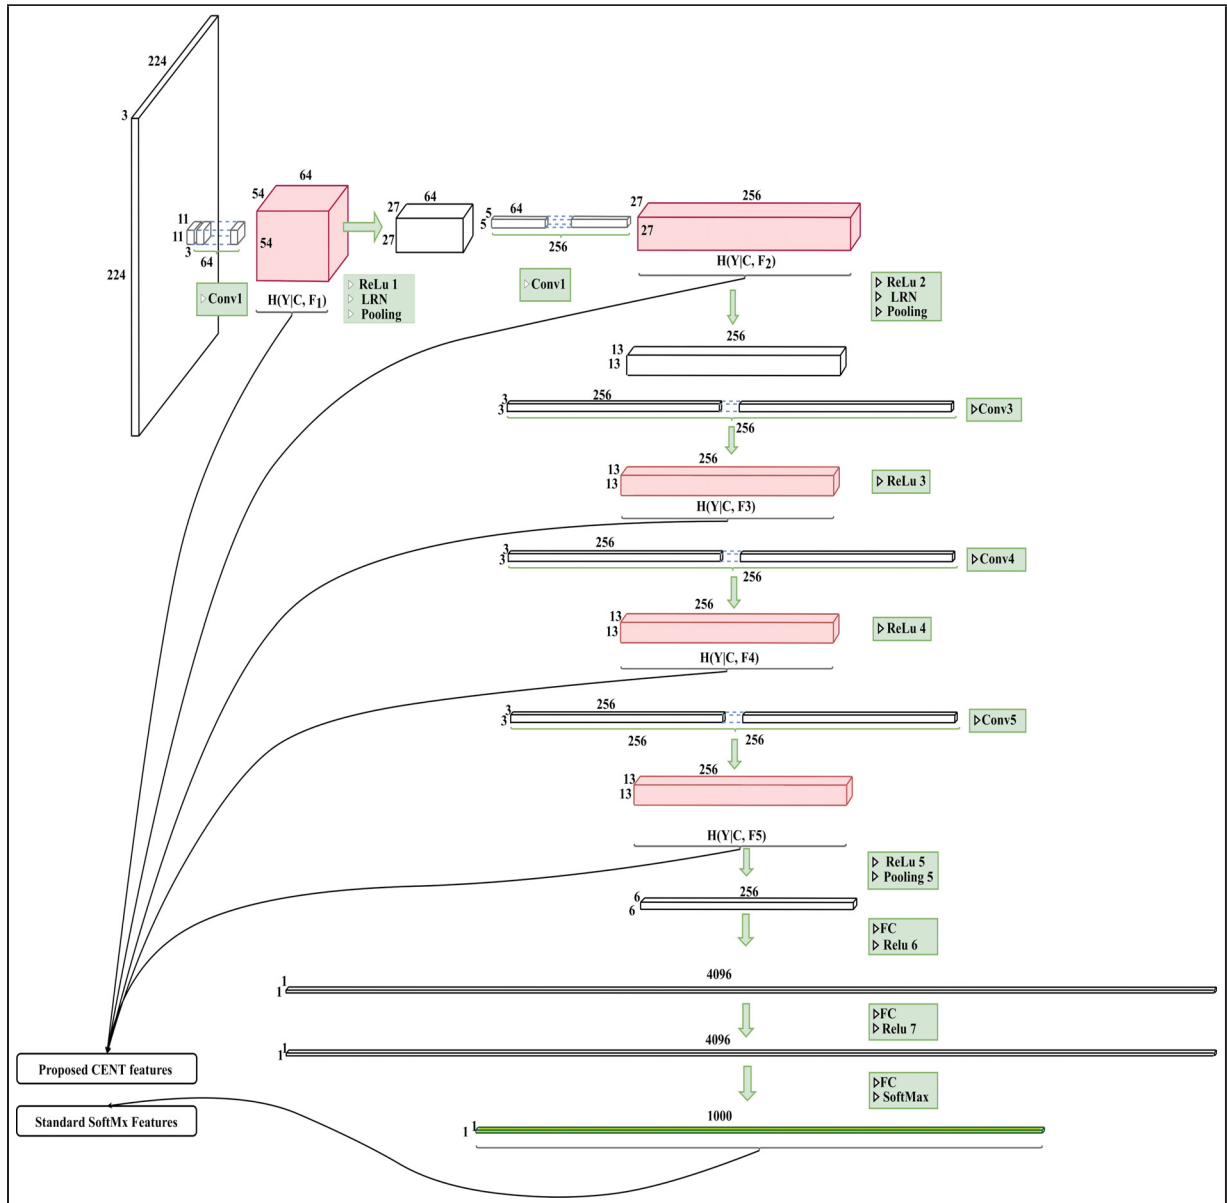 224
3
224
11
11
3
64
Conv1
64
54
54
H(Y|C, F1)
ReLU 1
LRN
Pooling
64
27
27
5
5
64
256
Conv1
256
27
27
H(Y|C, F2)
ReLu 2
LRN
Pooling
256
13
13
3
3
256
256
Conv3
256
13
13
ReLu 3
H(Y|C, F3)
3
3
256
256
Conv4
256
13
13
ReLu 4
H(Y|C, F4)
3
3
256
256
256
Conv5
256
13
13
H(Y|C, F5)
ReLu 5
Pooling 5
256
6
6
FC
Relu 6
4096
1
1
FC
Relu 7
4096
1
1
Proposed CENT features
FC
SoftMax
Standard SoftMx Features
1000
1
1